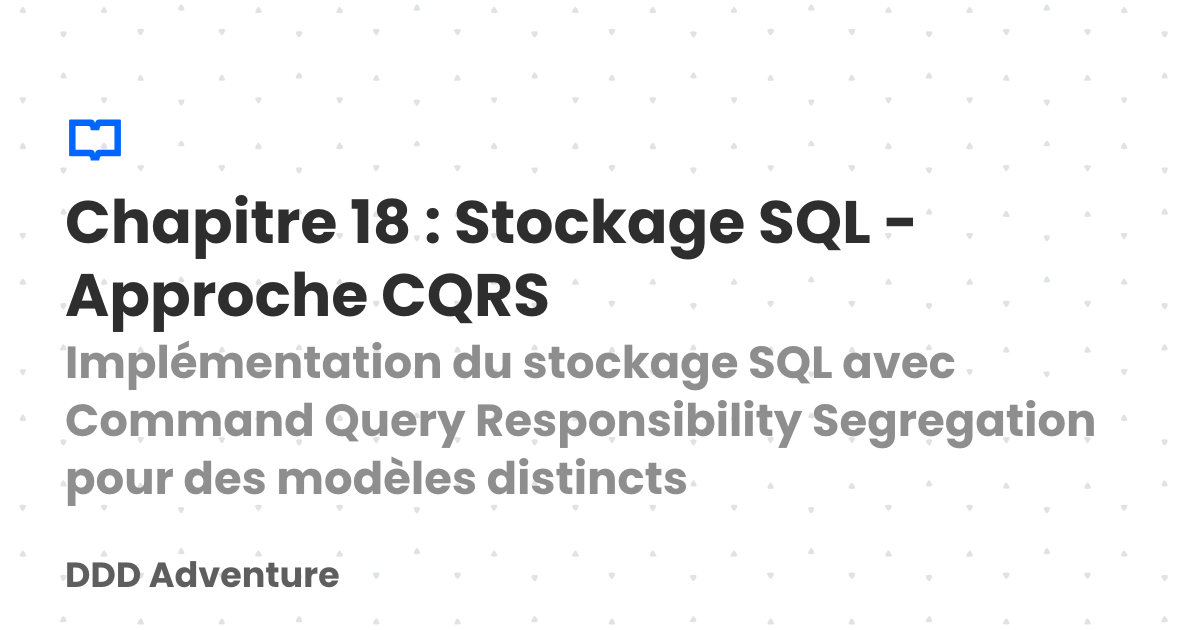 Chapitre 18 : Stockage SQL -
Approche CQRS
Implémentation du stockage SQL avec
Command Query Responsibility Segregation
pour des modèles distincts
DDD Adventure